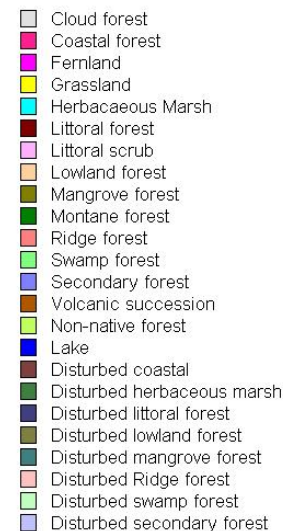 Cloud forest
Coastal forest
Fernland
Grassland
Herbacaeous Marsh
Littoral forest
Littoral scrub
Lowland forest
Mangrove forest
Montane forest
Ridge forest
Swamp forest
Secondary forest
Volcanic succession
Non-native forest
Lake
Disturbed coastal
Disturbed herbaceous marsh
Disturbed littoral forest
Disturbed lowland forest
Disturbed mangrove forest
Disturbed Ridge forest
Disturbed swamp forest
Disturbed secondary forest